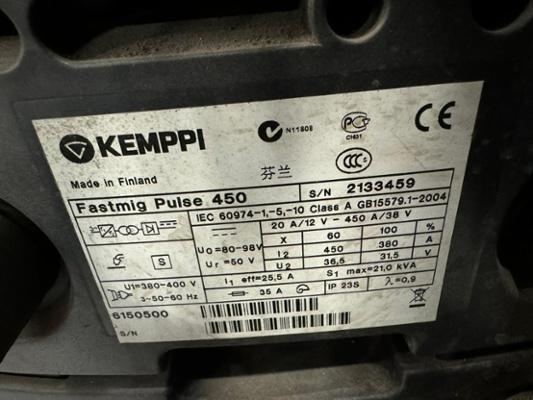 KEMPPI
N11808
CH01
CE
Made in Finland
芬兰
CCC
Fastmig Pulse 450
S/N 2133459
IEC 60974-1,-5,-10 Class A GB15579.1-2004
20 A/12 V - 450 A/38 V
X 60 100 %
U0=80-98V
I2 450 380 A
S
Ur=50 V
U2 36,5 31,5 V
U1=380-400 V
3~50-60 Hz
I1 eff=25,5 A
S1 max=21,0 kVA
35 A
IP 23S
λ=0,9
6150500
S/N